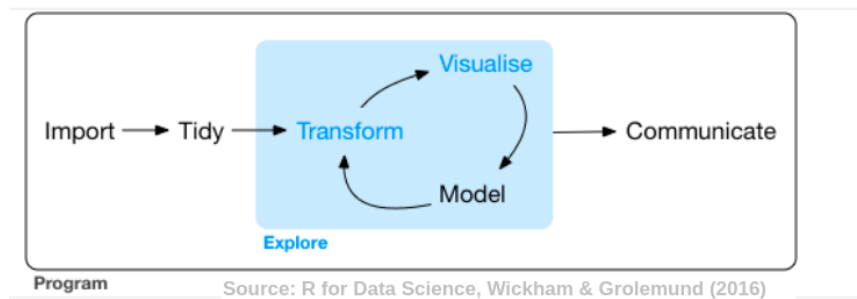 Visualise
Import
Tidy
Transform
Communicate
Model
Explore
Program
Source: R for Data Science, Wickham & Grolemund (2016)